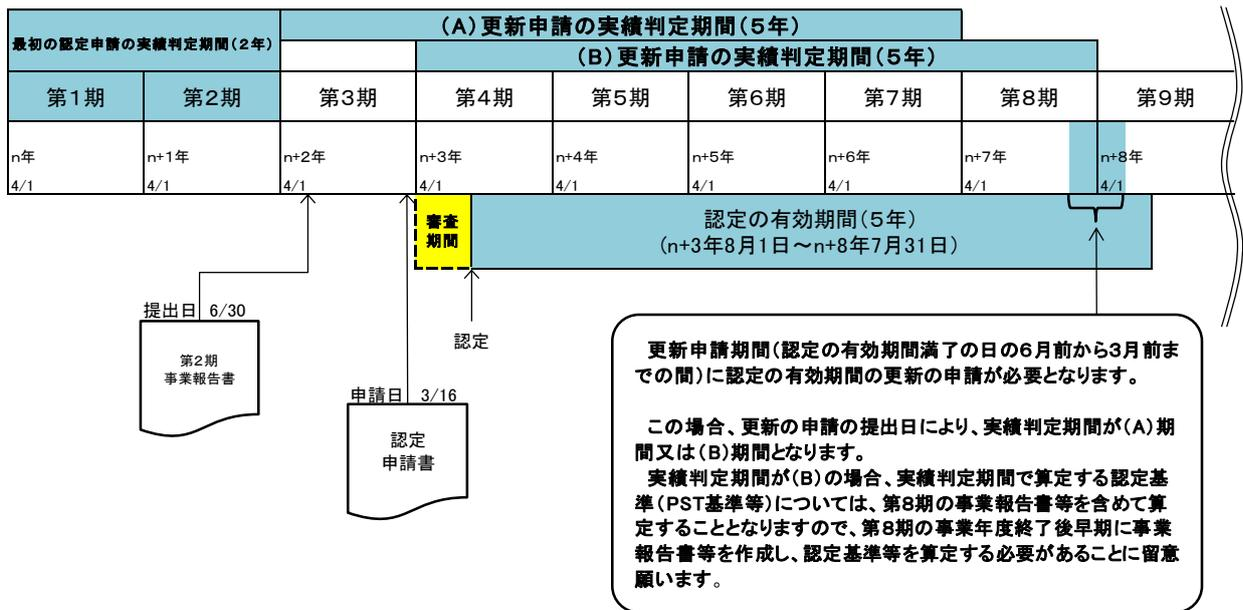 最初の認定申請の実績判定期間(2年)
(A)更新申請の実績判定期間(5年)
(B)更新申請の実績判定期間(5年)
第1期 第2期 第3期 第4期 第5期 第6期 第7期 第8期 第9期
n年 n+1年 n+2年 n+3年 n+4年 n+5年 n+6年 n+7年 n+8年
4/1 4/1 4/1 4/1 4/1 4/1 4/1 4/1 4/1
審査
期間
認定の有効期間(5年)
(n+3年8月1日~n+8年7月31日)
提出日 6/30
第2期
事業報告書
申請日 3/16
認定
申請書
認定
更新申請期間(認定の有効期間満了の日の6月前から3月前ま
での間)に認定の有効期間の更新の申請が必要となります。
この場合、更新の申請の提出日により、実績判定期間が(A)期
間又は(B)期間となります。
実績判定期間が(B)の場合、実績判定期間で算定する認定基
準(PST基準等)については、第8期の事業報告書等を含めて算
定することとなりますので、第8期の事業年度終了後早期に事業
報告書等を作成し、認定基準等を算定する必要があることに留意
願います。